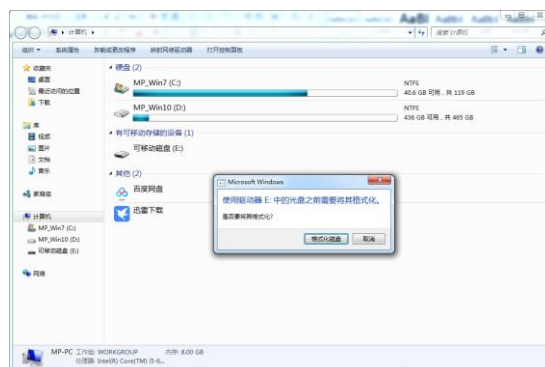 计算机
搜索 计算机
组织
系统属性
卸载或更改程序
映射网络驱动器
打开控制面板
收藏夹
桌面
最近访问的位置
下载
库
视频
图片
文档
音乐
家庭组
计算机
MP_Win7 (C:)
MP_Win10 (D:)
可移动磁盘 (E:)
网络
硬盘 (2)
MP_Win7 (C:)
NTFS
40.6 GB 可用，共 119 GB
MP_Win10 (D:)
NTFS
436 GB 可用，共 465 GB
有可移动存储的设备 (1)
可移动磁盘 (E:)
其他 (2)
百度网盘
迅雷下载
Microsoft Windows
使用驱动器 E: 中的光盘之前需要将其格式化。
是否要将其格式化?
格式化磁盘
取消
MP-PC 工作组: WORKGROUP 内存: 8.00 GB
处理器: Intel(R) Core(TM) i5-6...